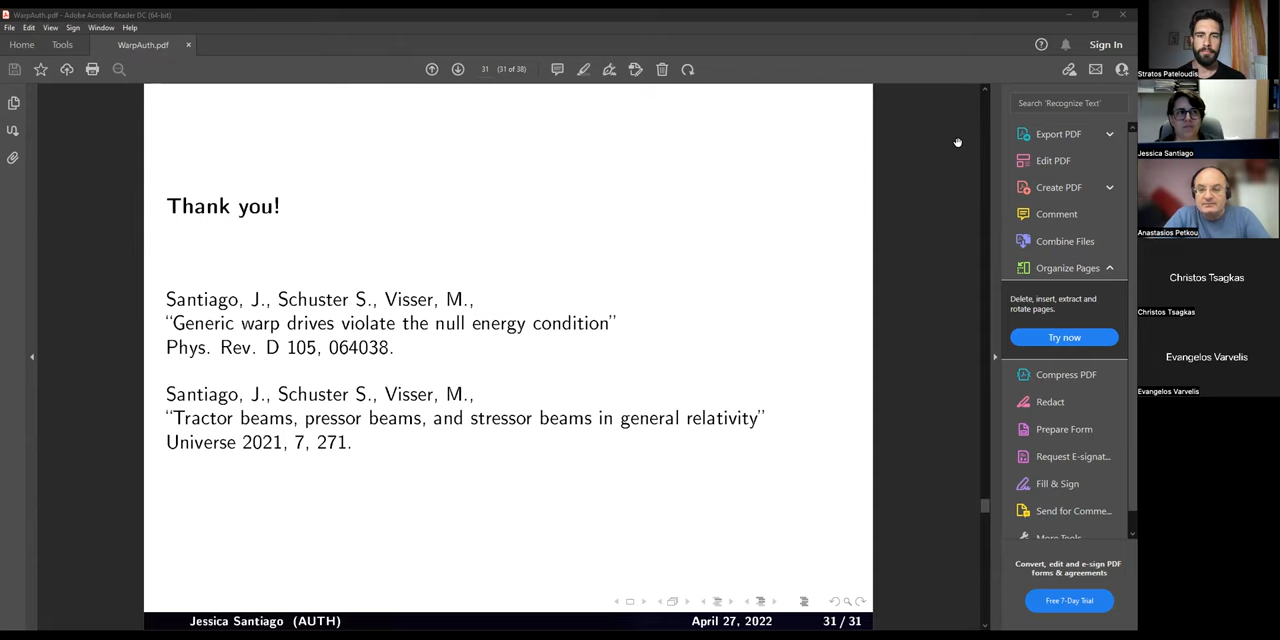 WarpAuth.pdf - Adobe Acrobat Reader DC (64-bit)
File Edit View Sign Window Help
Home Tools WarpAuth.pdf × Sign In
31 (31 of 38)
Search 'Recognize Text'
Export PDF
Edit PDF
Create PDF
Comment
Combine Files
Organize Pages
Delete, insert, extract and
rotate pages.
Try now
Compress PDF
Redact
Prepare Form
Request E-signat...
Fill & Sign
Send for Comme...
More Tools
Convert, edit and e-sign PDF
forms & agreements
Free 7-Day Trial
Thank you!
Santiago, J., Schuster S., Visser, M.,
“Generic warp drives violate the null energy condition”
Phys. Rev. D 105, 064038.
Santiago, J., Schuster S., Visser, M.,
“Tractor beams, pressor beams, and stressor beams in general relativity”
Universe 2021, 7, 271.
Jessica Santiago (AUTH) April 27, 2022 31 / 31
Stratos Pateloudis
Jessica Santiago
Anastasios Petkou
Christos Tsagkas
Christos Tsagkas
Evangelos Varvelis
Evangelos Varvelis